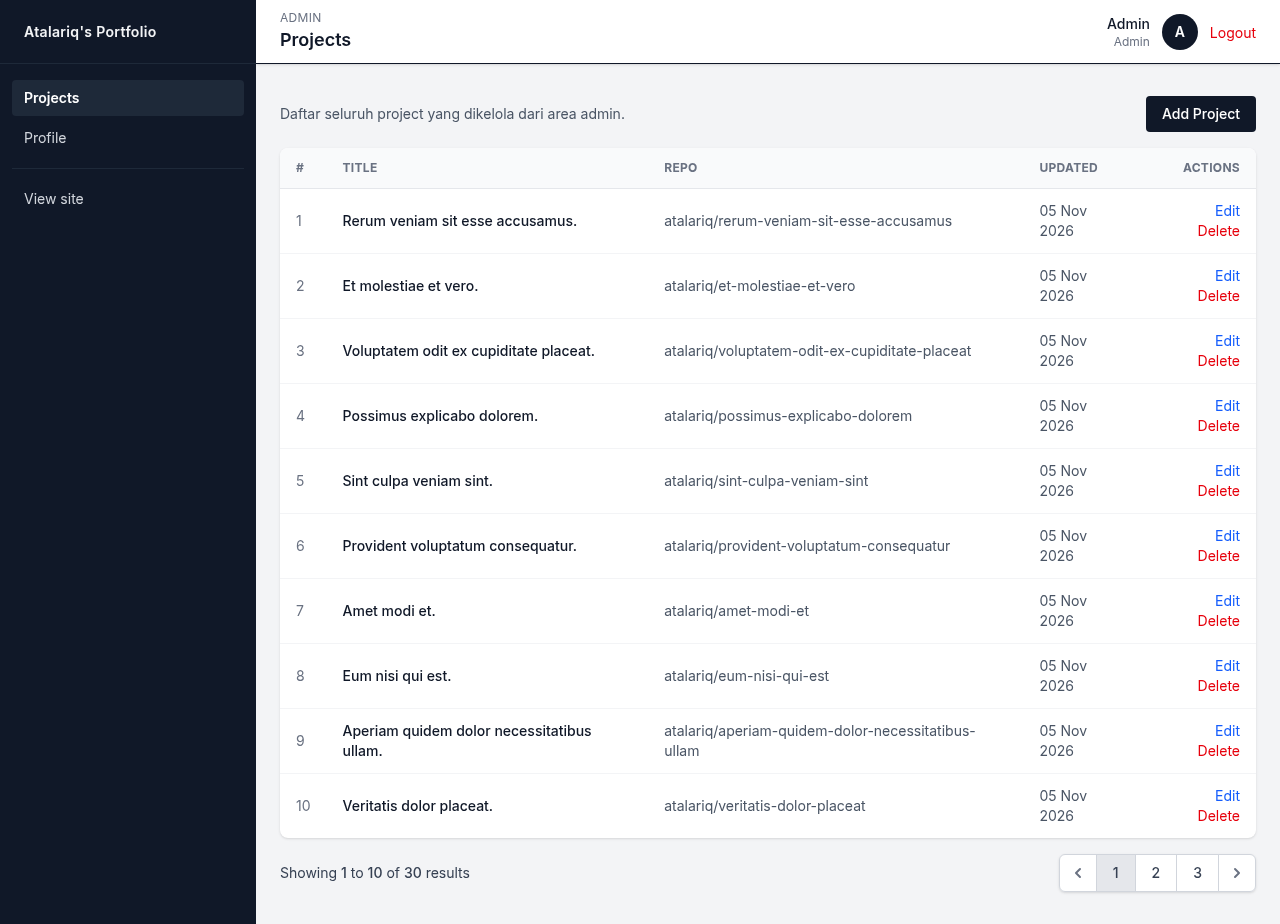 Atalariq's Portfolio
Projects
Profile
View site
ADMIN
Projects
Admin
Admin
A
Logout
Daftar seluruh project yang dikelola dari area admin.
Add Project
# TITLE REPO UPDATED ACTIONS
1 Rerum veniam sit esse accusamus. atalariq/rerum-veniam-sit-esse-accusamus 05 Nov 2026 Edit Delete
2 Et molestiae et vero. atalariq/et-molestiae-et-vero 05 Nov 2026 Edit Delete
3 Voluptatem odit ex cupiditate placeat. atalariq/voluptatem-odit-ex-cupiditate-placeat 05 Nov 2026 Edit Delete
4 Possimus explicabo dolorem. atalariq/possimus-explicabo-dolorem 05 Nov 2026 Edit Delete
5 Sint culpa veniam sint. atalariq/sint-culpa-veniam-sint 05 Nov 2026 Edit Delete
6 Provident voluptatum consequatur. atalariq/provident-voluptatum-consequatur 05 Nov 2026 Edit Delete
7 Amet modi et. atalariq/amet-modi-et 05 Nov 2026 Edit Delete
8 Eum nisi qui est. atalariq/eum-nisi-qui-est 05 Nov 2026 Edit Delete
9 Aperiam quidem dolor necessitatibus ullam. atalariq/aperiam-quidem-dolor-necessitatibus-ullam 05 Nov 2026 Edit Delete
10 Veritatis dolor placeat. atalariq/veritatis-dolor-placeat 05 Nov 2026 Edit Delete
Showing 1 to 10 of 30 results
1 2 3